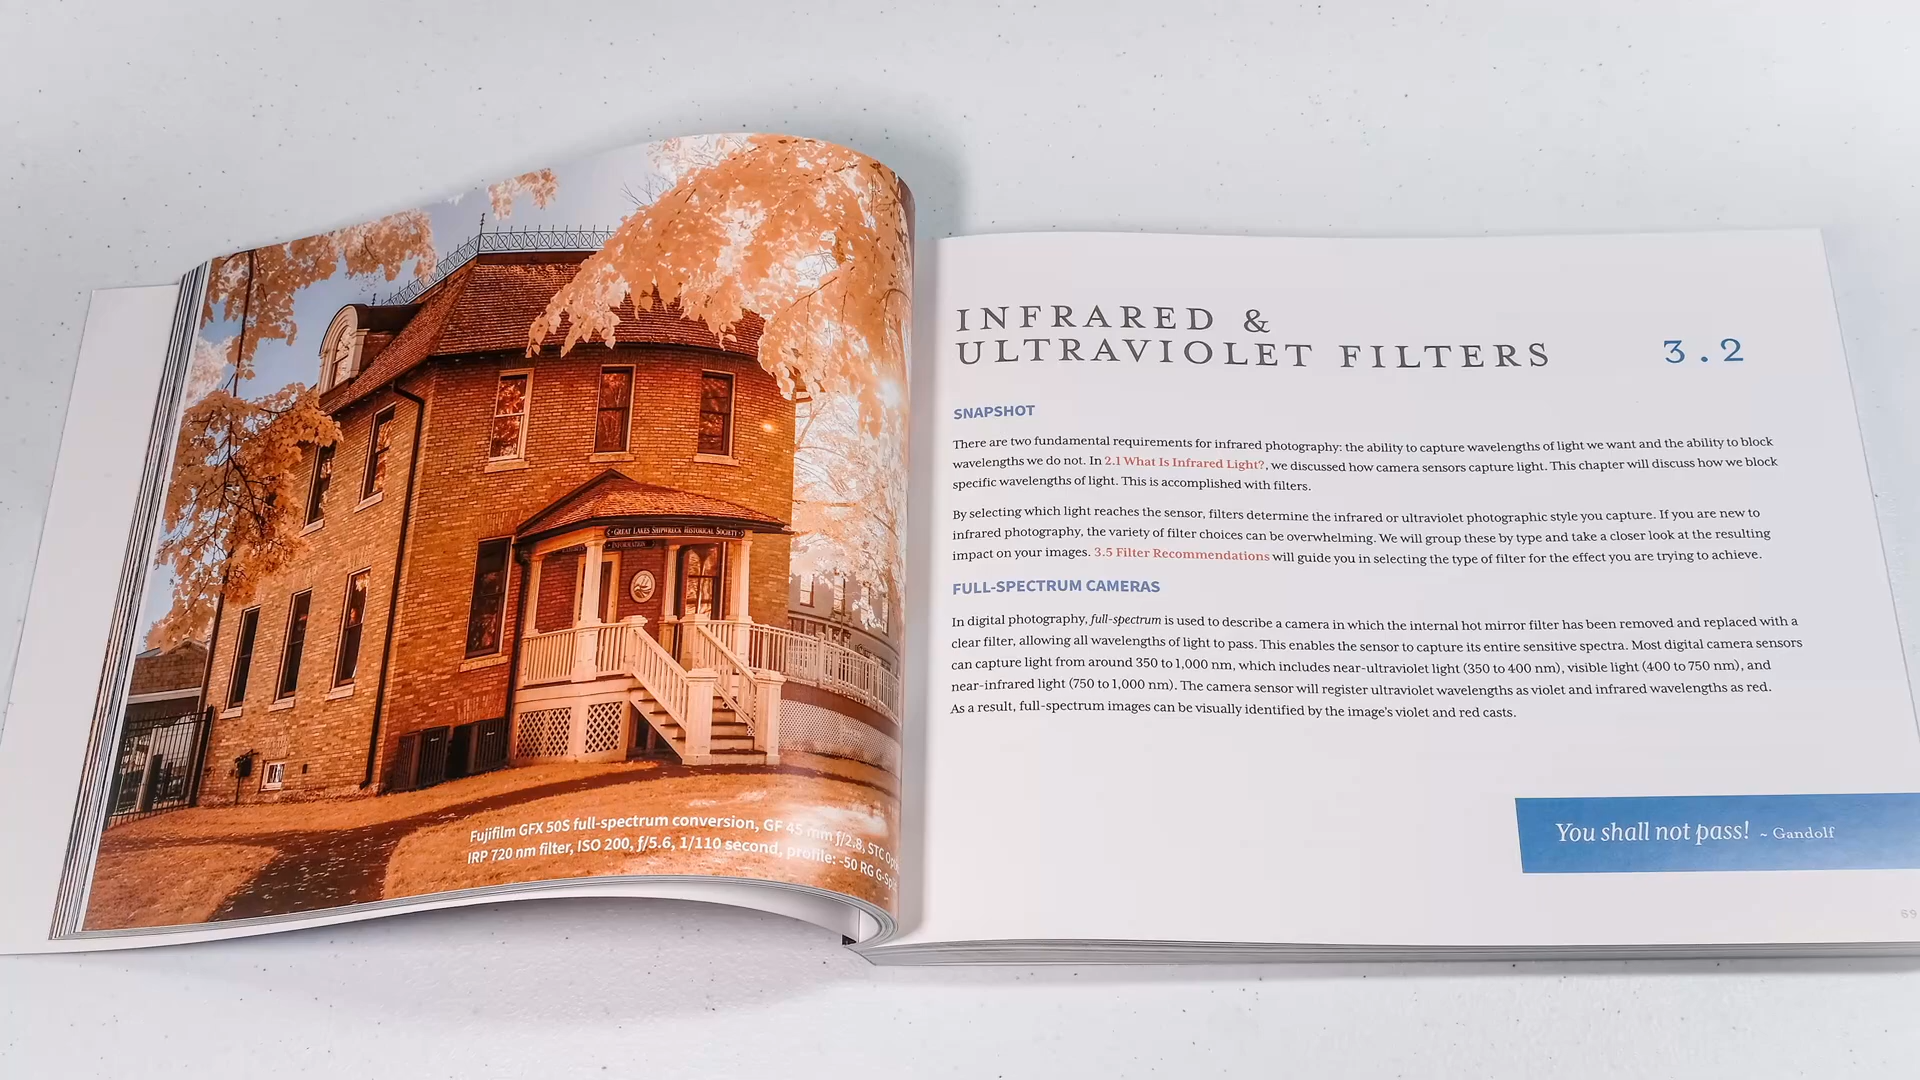 GREAT LAKES SHIPWRECK HISTORICAL SOCIETY
INFORMATION
Fujifilm GFX 50S full-spectrum conversion, GF 45 mm ƒ/2.8, STC
IRP 720 nm filter, ISO 200, ƒ/5.6, 1/110 second, profile: -50 RG
INFRARED &
ULTRAVIOLET FILTERS
3.2
SNAPSHOT
There are two fundamental requirements for infrared photography: the ability to capture wavelengths of light we want and the ability to block
wavelengths we do not. In 2.1 What Is Infrared Light?, we discussed how camera sensors capture light. This chapter will discuss how we block
specific wavelengths of light. This is accomplished with filters.
By selecting which light reaches the sensor, filters determine the infrared or ultraviolet photographic style you capture. If you are new to
infrared photography, the variety of filter choices can be overwhelming. We will group these by type and take a closer look at the resulting
impact on your images. 3.5 Filter Recommendations will guide you in selecting the type of filter for the effect you are trying to achieve.
FULL-SPECTRUM CAMERAS
In digital photography, full-spectrum is used to describe a camera in which the internal hot mirror filter has been removed and replaced with a
clear filter, allowing all wavelengths of light to pass. This enables the sensor to capture its entire sensitive spectra. Most digital camera sensors
can capture light from around 350 to 1,000 nm, which includes near-ultraviolet light (350 to 400 nm), visible light (400 to 750 nm), and
near-infrared light (750 to 1,000 nm). The camera sensor will register ultraviolet wavelengths as violet and infrared wavelengths as red.
As a result, full-spectrum images can be visually identified by the image's violet and red casts.
You shall not pass! ~ Gandolf
69